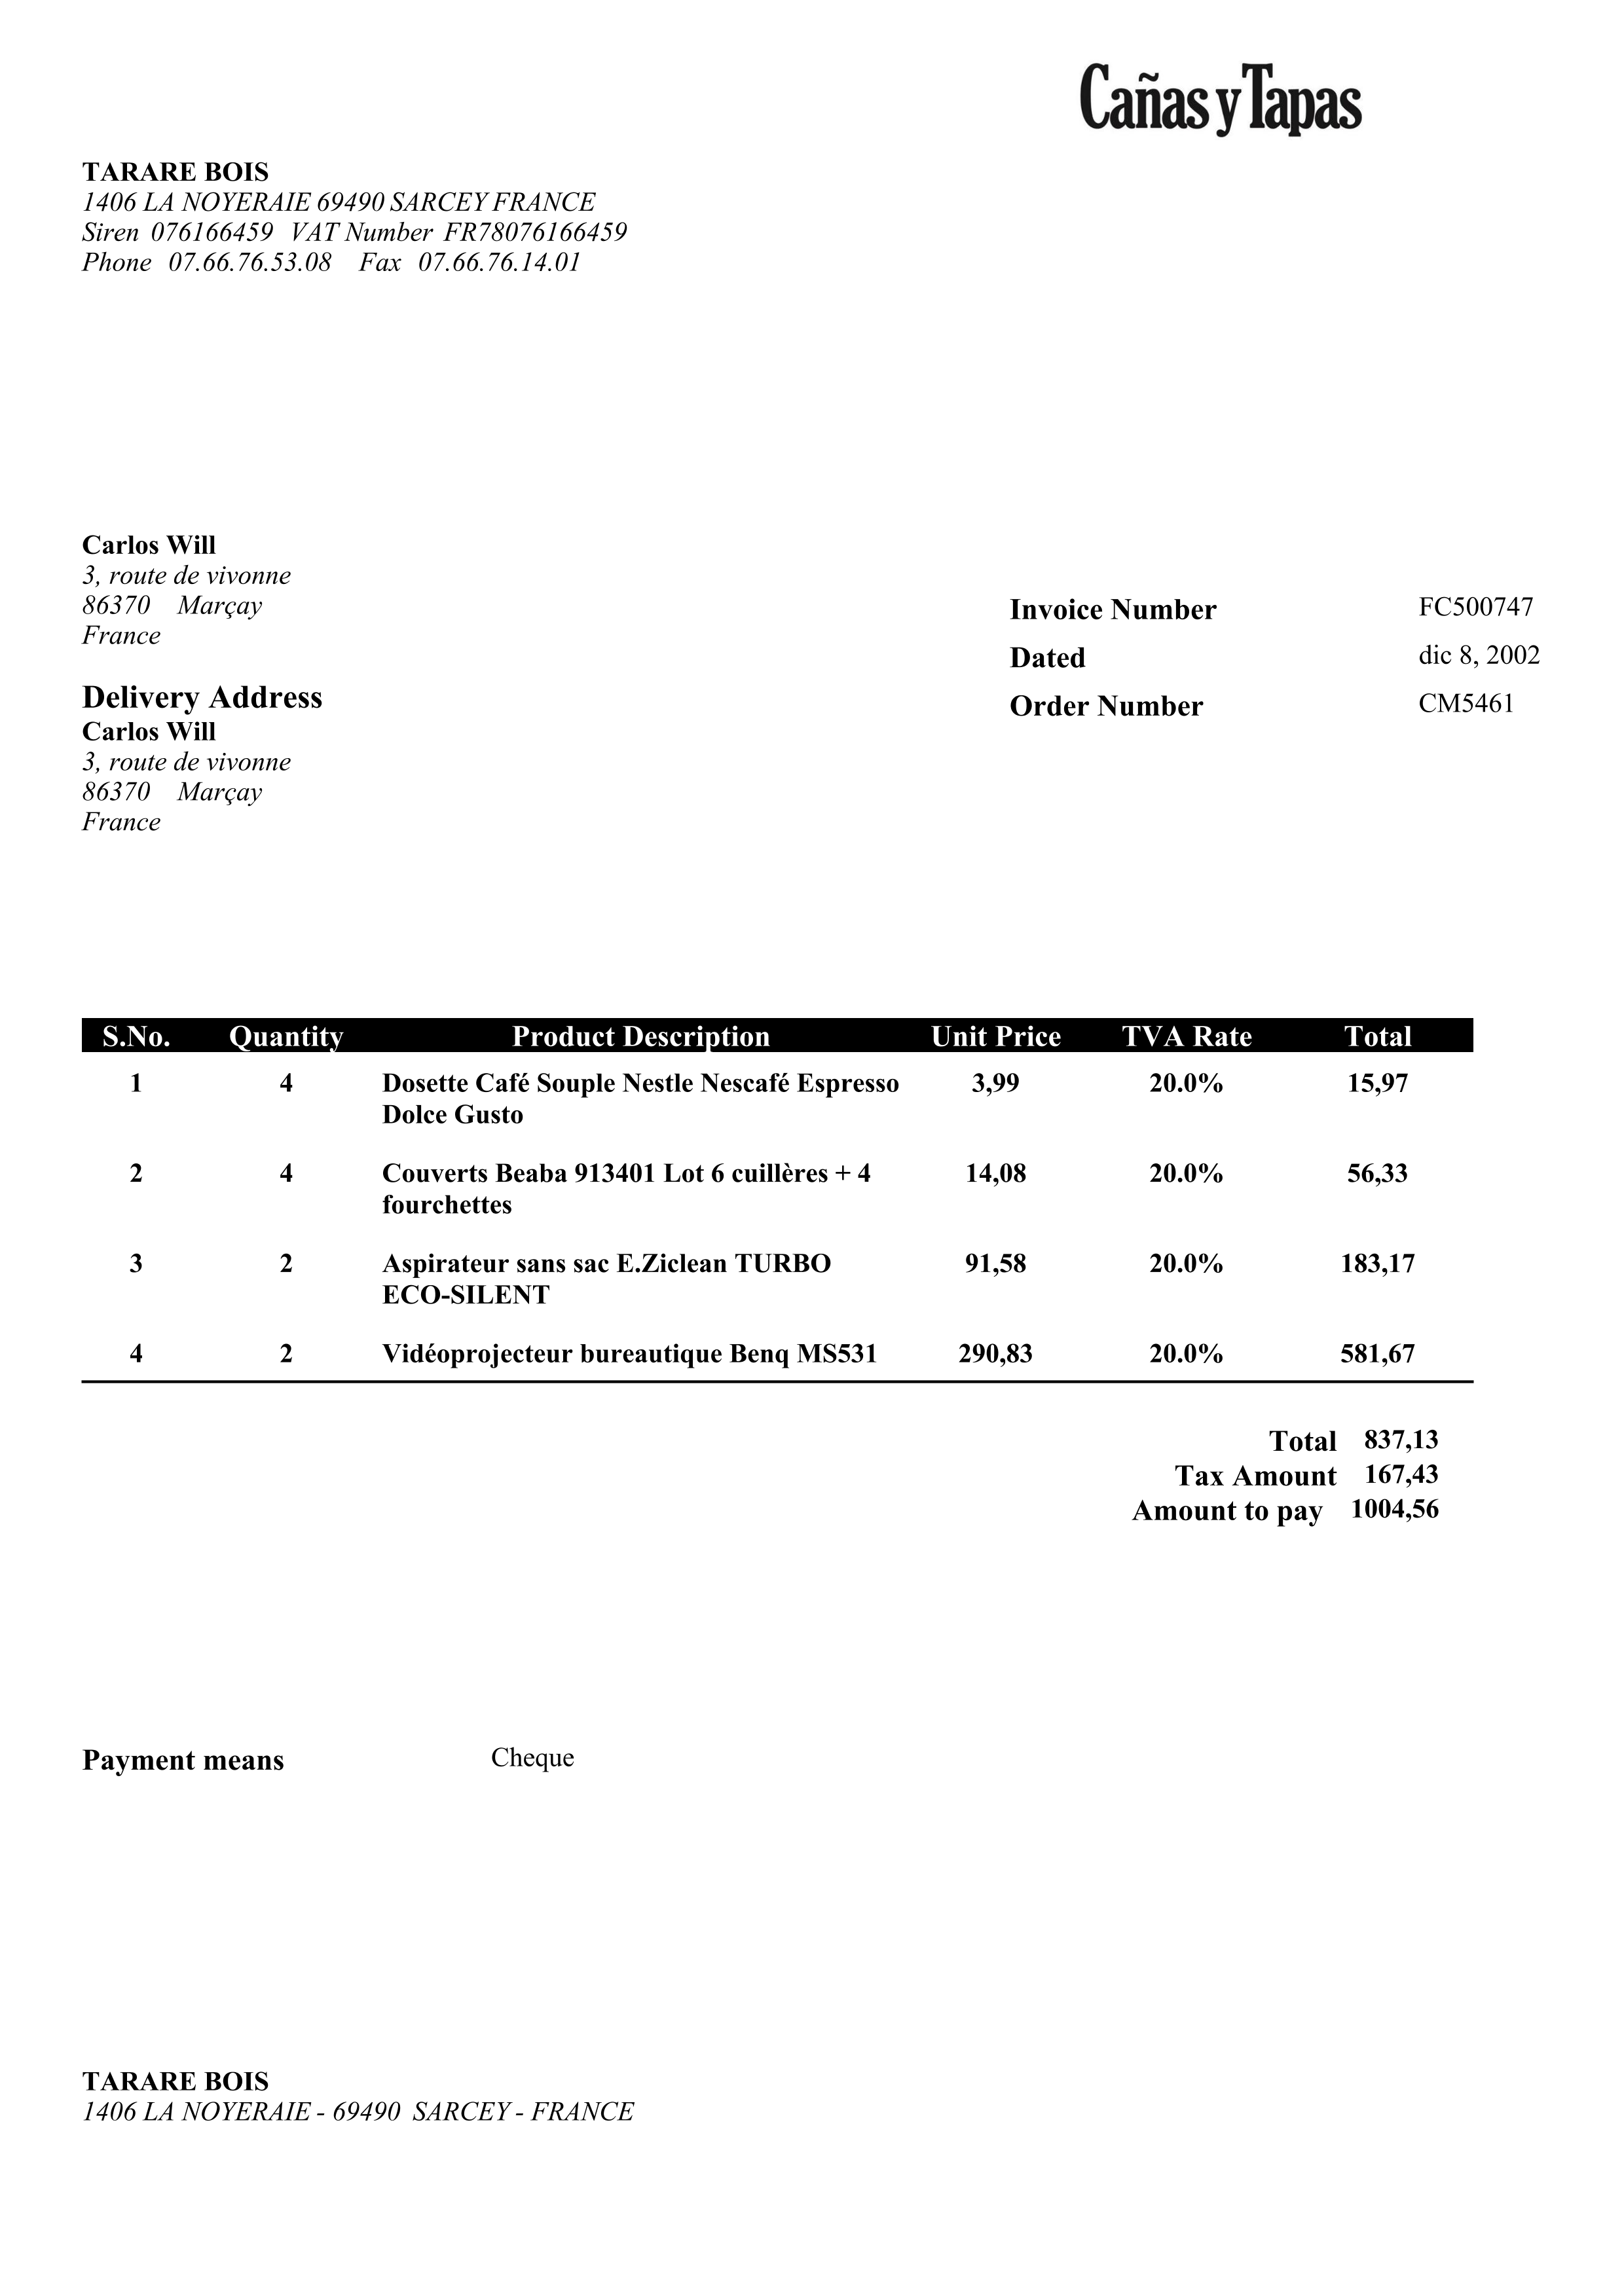 Cañas y Tapas
TARARE BOIS
1406 LA NOYERAIE 69490 SARCEY FRANCE
Siren 076166459 VAT Number FR78076166459
Phone 07.66.76.53.08 Fax 07.66.76.14.01
Carlos Will
3, route de vivonne
86370 Marçay
France
Invoice Number FC500747
Dated dic 8, 2002
Order Number CM5461
Delivery Address
Carlos Will
3, route de vivonne
86370 Marçay
France
S.No. Quantity Product Description Unit Price TVA Rate Total
1 4 Dosette Café Souple Nestle Nescafé Espresso 3,99 20.0% 15,97
Dolce Gusto
2 4 Couverts Beaba 913401 Lot 6 cuillères + 4 14,08 20.0% 56,33
fourchettes
3 2 Aspirateur sans sac E.Ziclean TURBO 91,58 20.0% 183,17
ECO-SILENT
4 2 Vidéoprojecteur bureautique Benq MS531 290,83 20.0% 581,67
Total 837,13
Tax Amount 167,43
Amount to pay 1004,56
Payment means Cheque
TARARE BOIS
1406 LA NOYERAIE - 69490 SARCEY - FRANCE